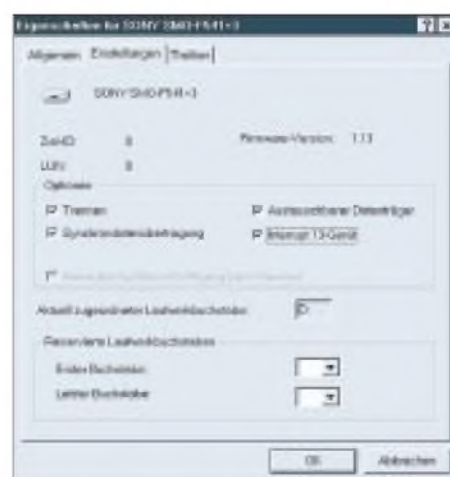 Eigenschaften für SONY SMO-F541-3
Allgemein Einstellungen Treiber
SONY SMO-F541-3
Ziel-ID: 
Firmware-Version: 1.13
LUN: 
Optionen
Trennen
Austauschbarer Datenträger
Synchrondatenübertragung
Interrupt 13-Gerät
Aktuell zugeordneter Laufwerkbuchstabe:
Reservierte Laufwerkbuchstaben
Erster Buchstabe:
Letzter Buchstabe:
OK
Abbrechen